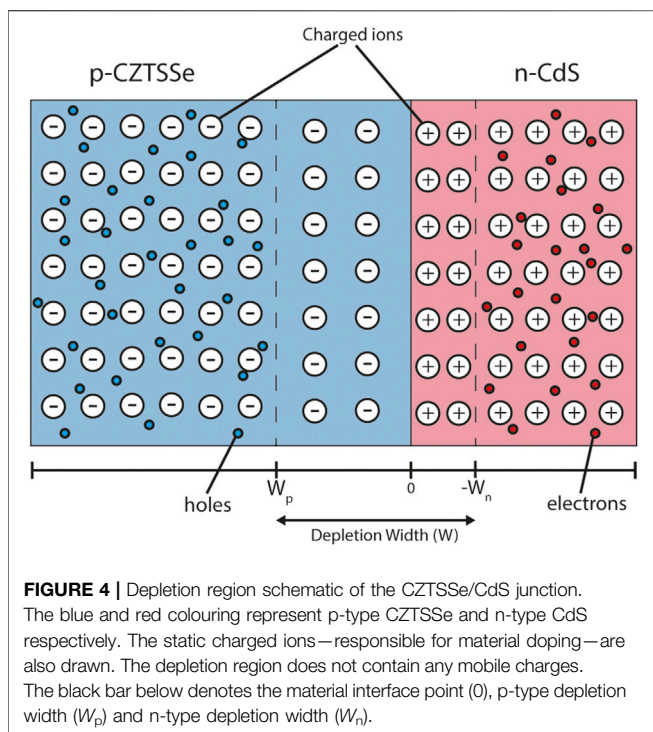 Charged ions
p-CZTSSe
n-CdS
W_p
0
-W_n
holes
electrons
Depletion Width (W)
FIGURE 4 | Depletion region schematic of the CZTSSe/CdS junction.
The blue and red colouring represent p-type CZTSSe and n-type CdS
respectively. The static charged ions—responsible for material doping—are
also drawn. The depletion region does not contain any mobile charges.
The black bar below denotes the material interface point (0), p-type depletion
width (W_p) and n-type depletion width (W_n).